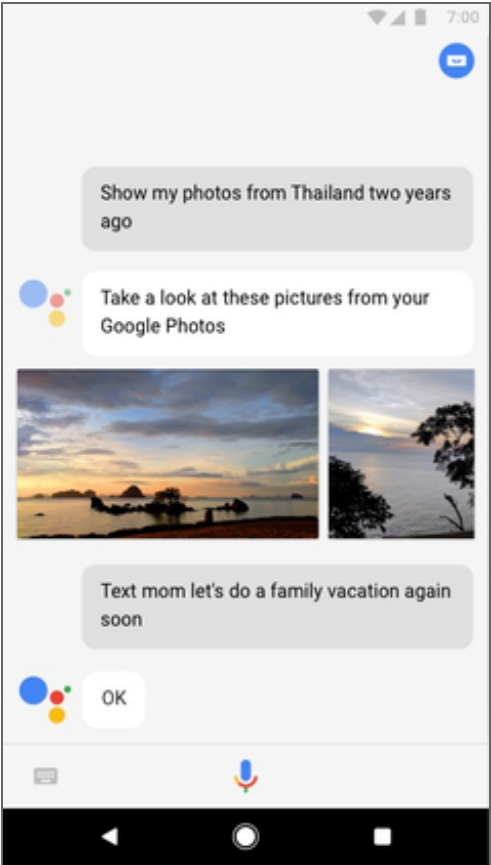 7:00
Show my photos from Thailand two years
ago
Take a look at these pictures from your
Google Photos
Text mom let's do a family vacation again
soon
OK